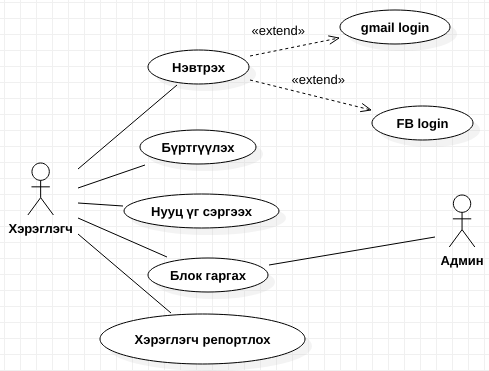 gmail login
«extend»
Нэвтрэх
«extend»
FB login
Бүртгүүлэх
Нууц үг сэргээх
Хэрэглэгч
Админ
Блок гаргах
Хэрэглэгч репортлох